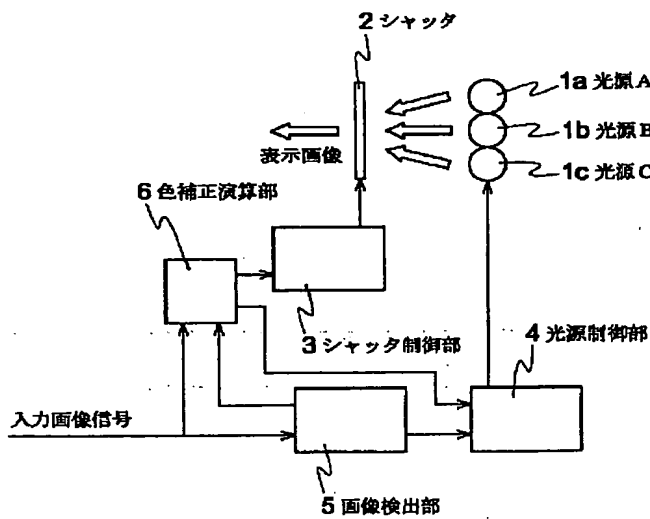 2 シャッタ
1a 光源A
1b 光源B
1c 光源C
表示画像
6 色補正演算部
3 シャッタ制御部
4 光源制御部
入力画像信号
5 画像検出部